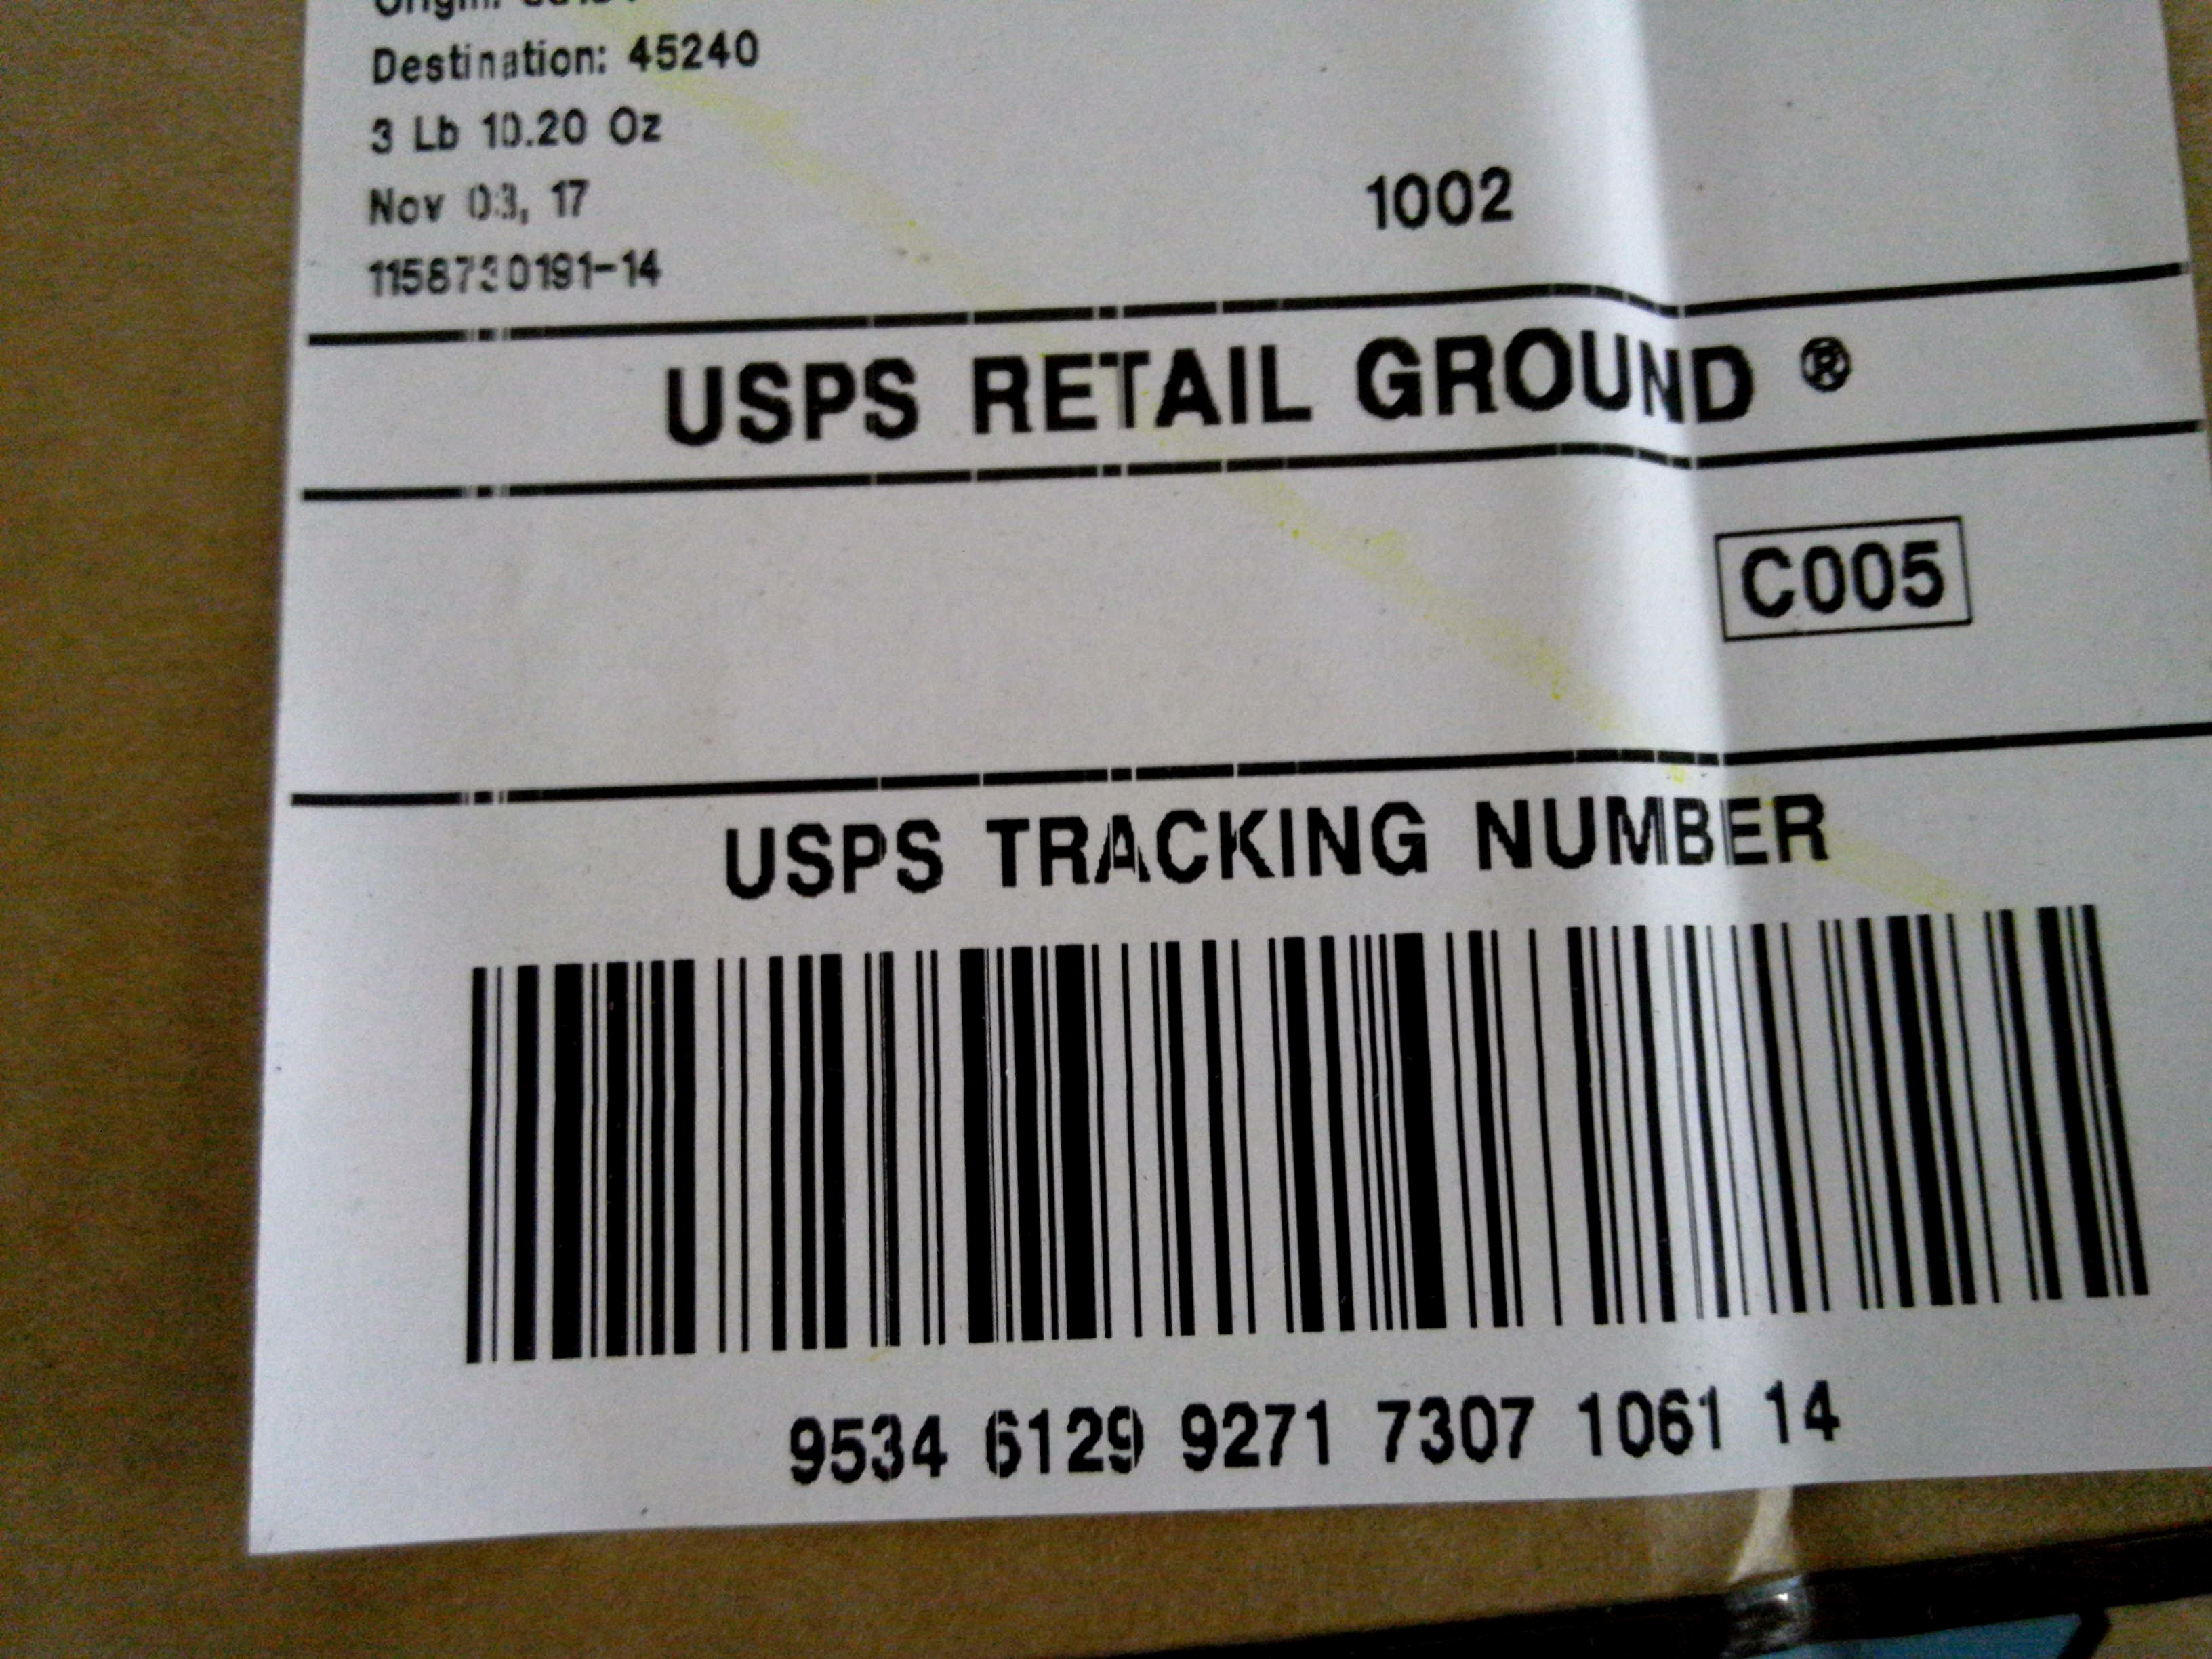 Origin:
Destination: 45240
3 Lb 10.20 Oz
Nov 03, 17
1158730191-14
1002
USPS RETAIL GROUND ®
C005
USPS TRACKING NUMBER
9534 6129 9271 7307 1061 14